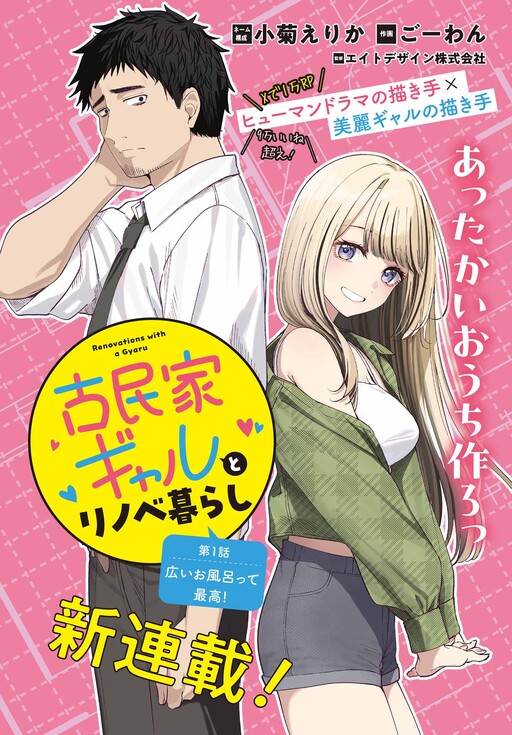 ネーム構成 小菊えりか 作画 ごーわん
エイトデザイン株式会社
Xで1万RP
ヒューマンドラマの描き手×
美麗ギャルの描き手
9万いいね
超え!
あったかいおうち作ろっ
Renovations with
a Gyaru
古民家
ギャルと
リノベ暮らし
第1話
広いお風呂って
最高!
新連載!